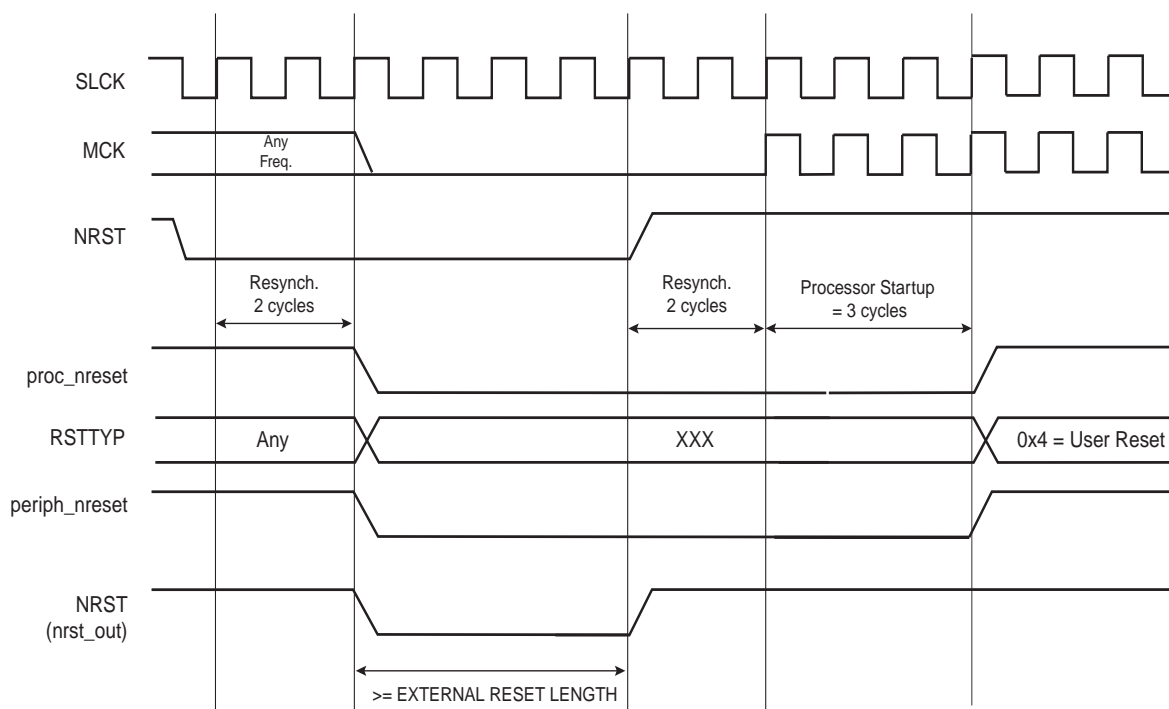 SLCK
MCK
Any
Freq.
NRST
Resynch.
2 cycles
Resynch.
2 cycles
Processor Startup
= 3 cycles
proc_nreset
RSTTYP
Any
XXX
0x4 = User Reset
periph_nreset
NRST
(nrst_out)
>= EXTERNAL RESET LENGTH